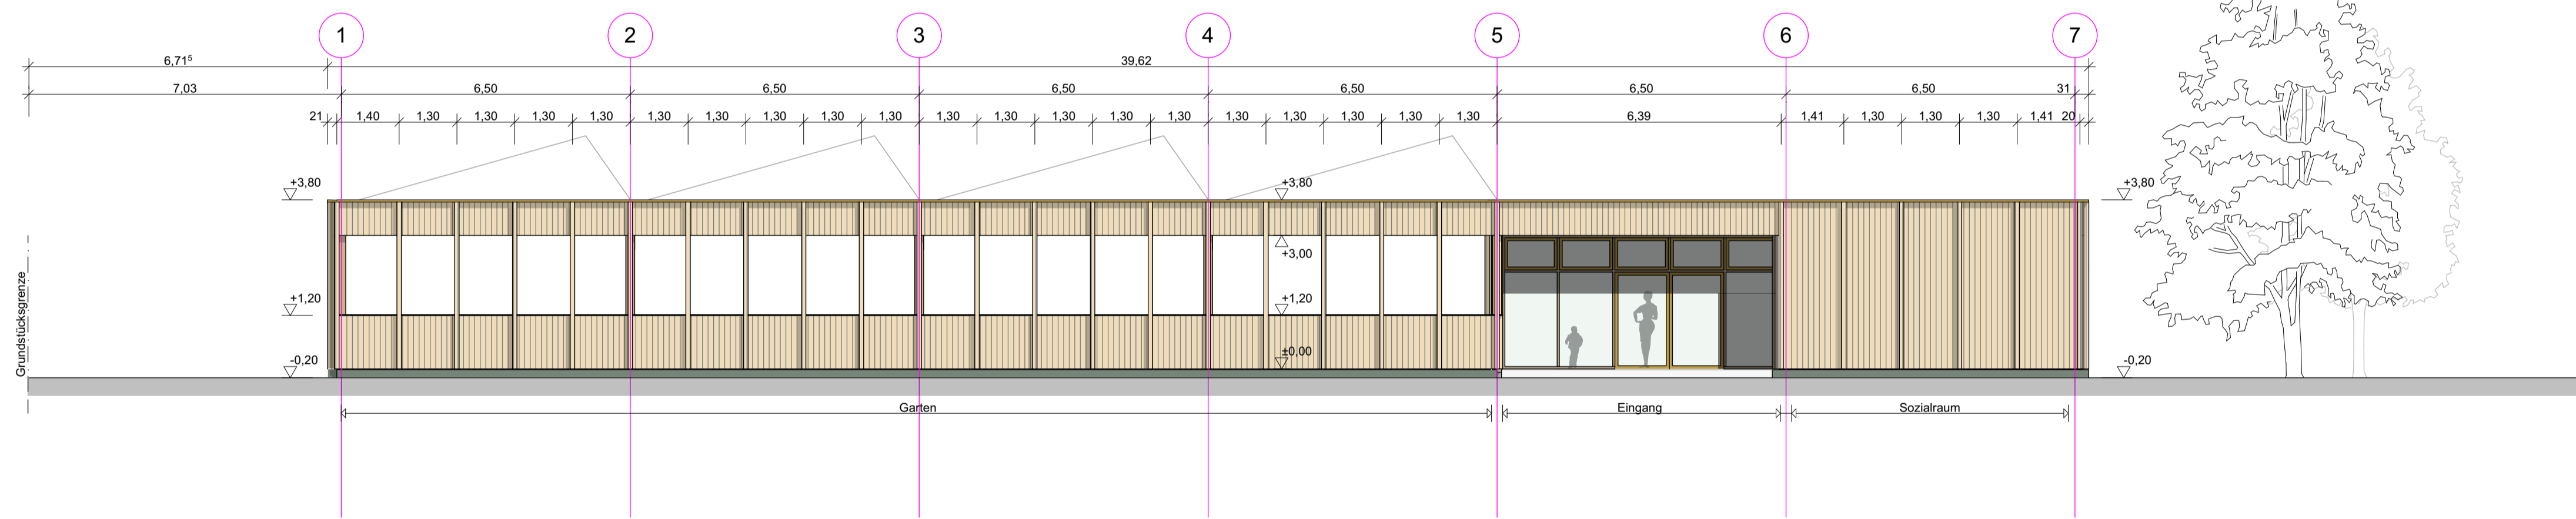 1 2 3 4 5 6 7
6,71⁵ 39,62
7,03 6,50 6,50 6,50 6,50 6,50 6,50 31
21 1,40 1,30 1,30 1,30 1,30 1,30 1,30 1,30 1,30 1,30 1,30 1,30 1,30 1,30 1,30 1,30 1,30 1,30 1,30 1,30 6,39 1,41 1,30 1,30 1,30 1,41 20
+3,80 +3,80 +3,80
+3,00
+1,20 +1,20
±0,00
-0,20 -0,20
Grundstücksgrenze
Garten Eingang Sozialraum